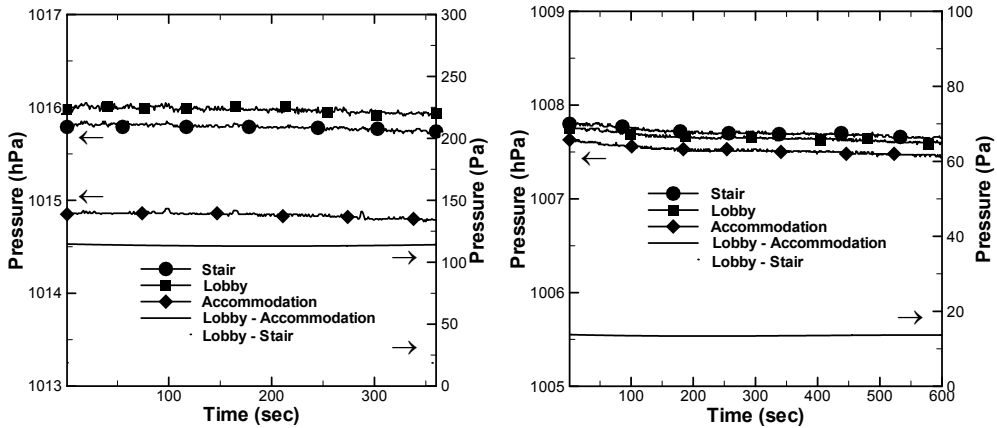 1017
1016
1015
1014
1013
Pressure (hPa)
300
250
200
150
100
50
0
Pressure (Pa)
100
200
300
Time (sec)
Stair
Lobby
Accommodation
Lobby - Accommodation
Lobby - Stair
1009
1008
1007
1006
1005
Pressure (hPa)
100
80
60
40
20
0
Pressure (Pa)
100
200
300
400
500
600
Time (sec)
Stair
Lobby
Accommodation
Lobby - Accommodation
Lobby - Stair